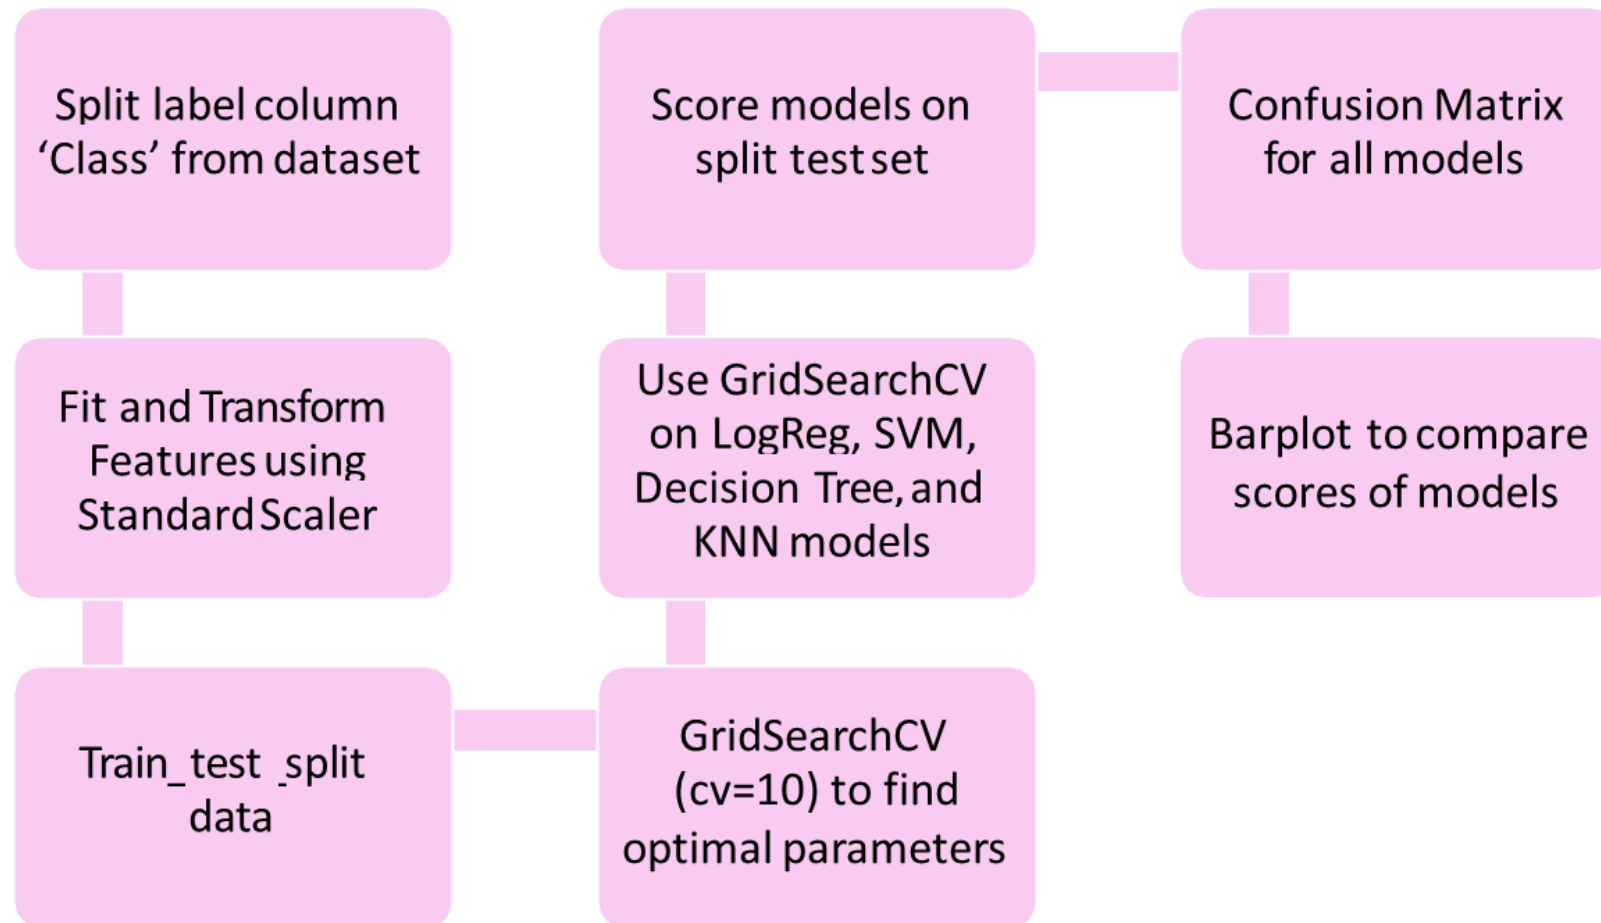 Split label column
‘Class’ from dataset
Fit and Transform
Features using
Standard Scaler
Train_test_split
data
GridSearchCV
(cv=10) to find
optimal parameters
Use GridSearchCV
on LogReg, SVM,
Decision Tree, and
KNN models
Score models on
split test set
Confusion Matrix
for all models
Barplot to compare
scores of models